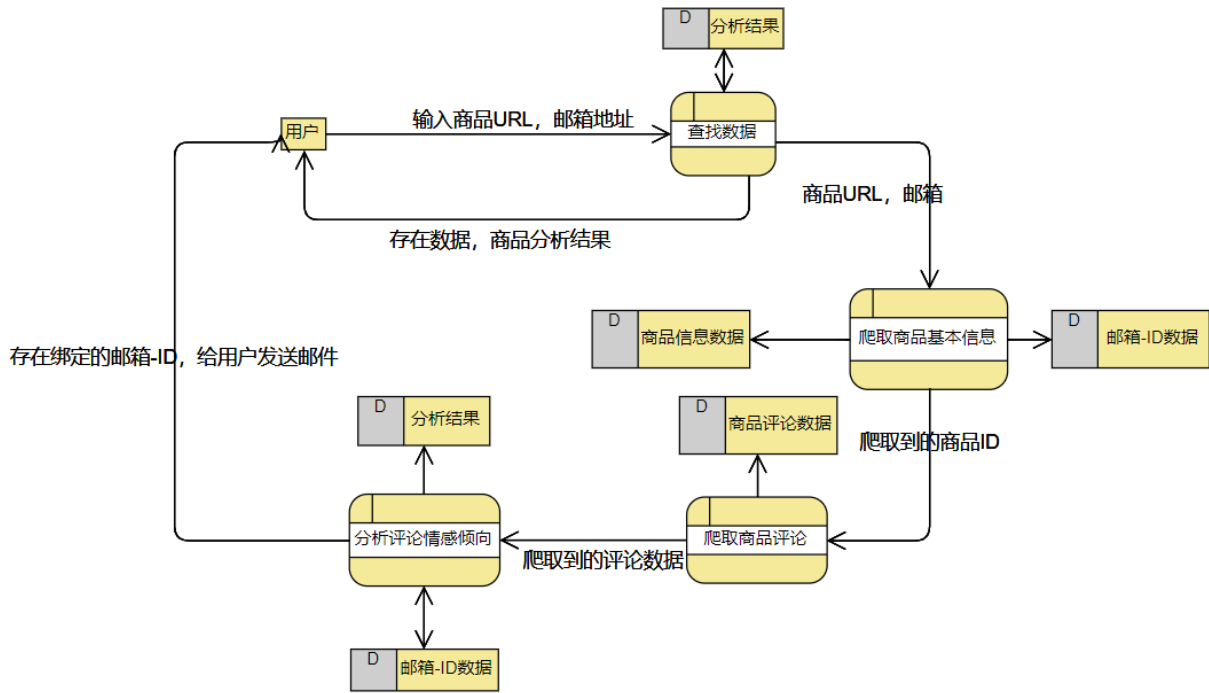 D
分析结果
用户
输入商品URL，邮箱地址
查找数据
商品URL，邮箱
存在数据，商品分析结果
D
商品信息数据
爬取商品基本信息
D
邮箱-ID数据
存在绑定的邮箱-ID，给用户发送邮件
D
分析结果
D
商品评论数据
爬取到的商品ID
分析评论情感倾向
爬取到的评论数据
爬取商品评论
D
邮箱-ID数据